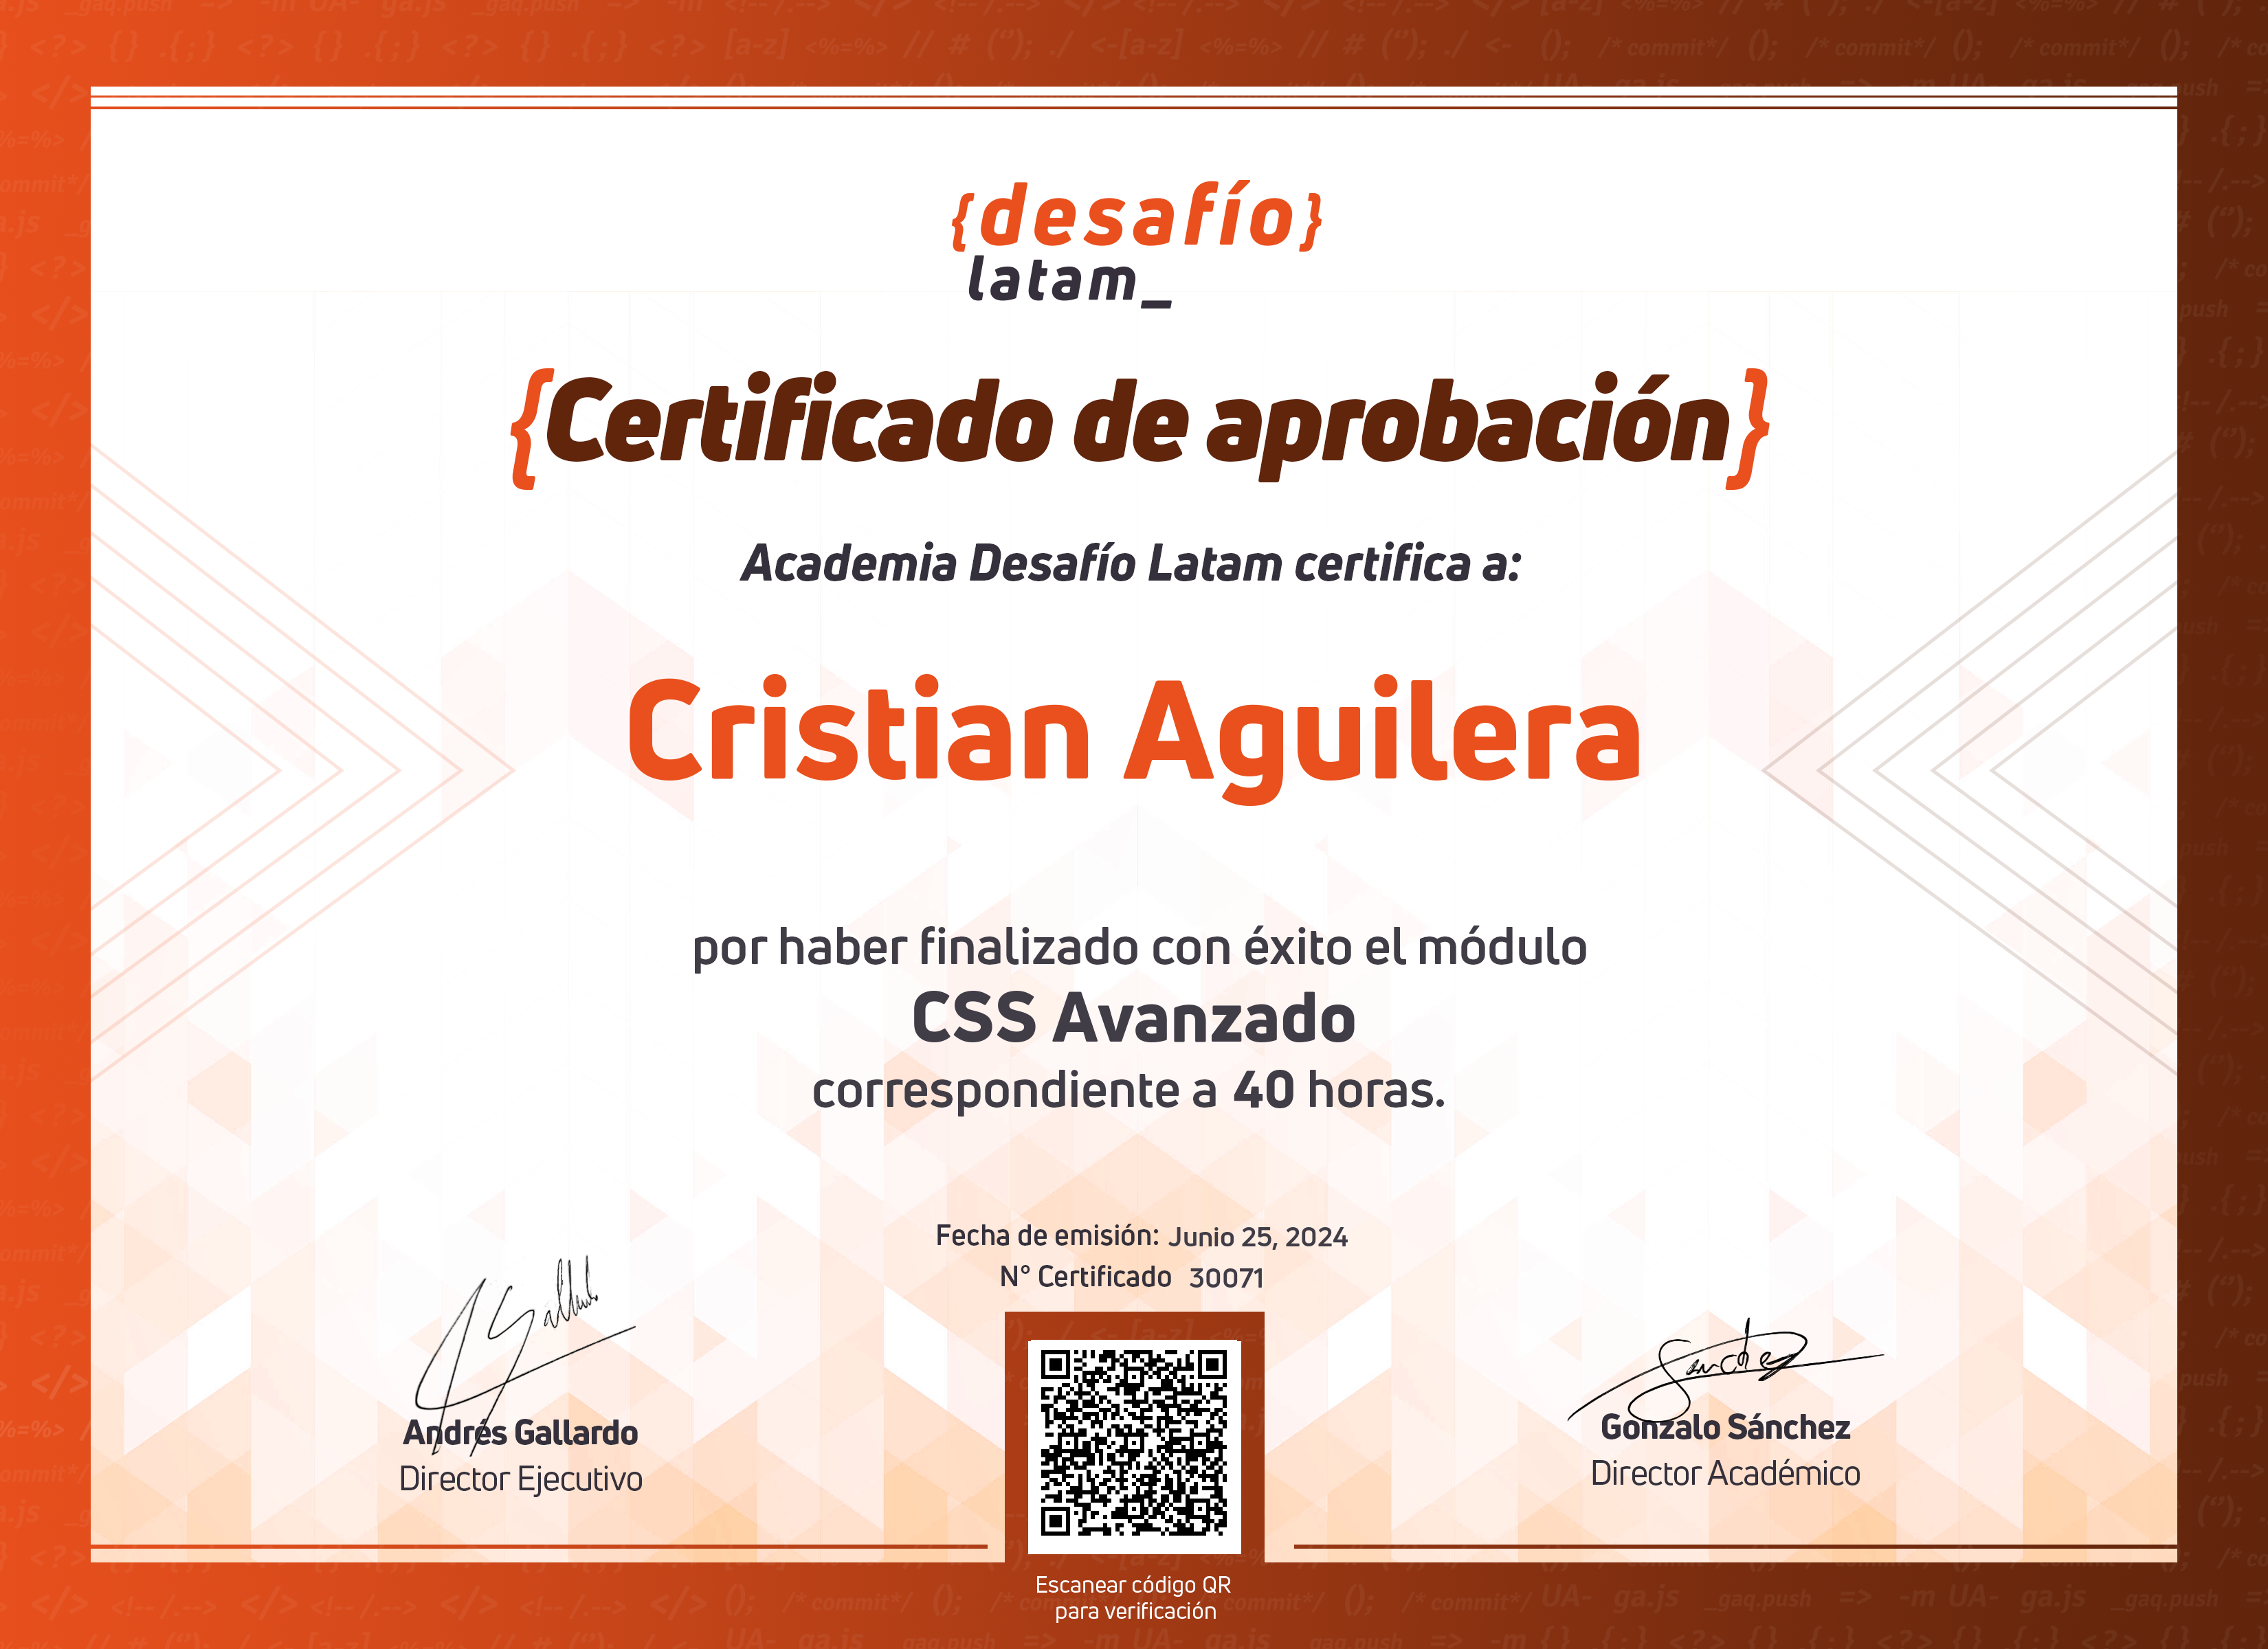 {desafío}
latam_
{Certificado de aprobación}
Academia Desafío Latam certifica a:
Cristian Aguilera
por haber finalizado con éxito el módulo
CSS Avanzado
correspondiente a 40 horas.
Fecha de emisión: Junio 25, 2024
N° Certificado 30071
Andrés Gallardo
Director Ejecutivo
Gonzalo Sánchez
Director Académico
Escanear código QR
para verificación